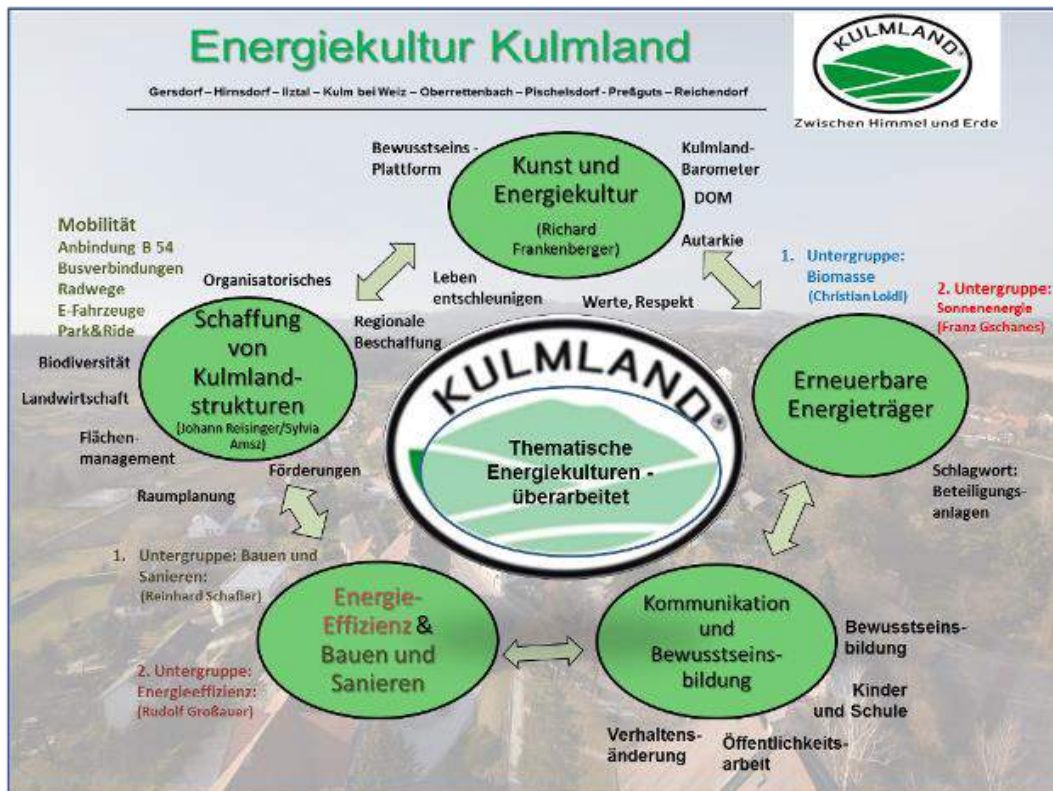 Energiekultur Kulmland
Gersdorf – Hirnsdorf – Ilztal – Kulm bei Weiz – Oberrettenbach – Pischelsdorf - Preßguts – Reichendorf
KULMLAND®
Zwischen Himmel und Erde
Bewusstseins -
Plattform
Kunst und
Energiekultur
(Richard
Frankenberger)
Kulmland-
Barometer
DOM
Autarkie
Mobilität
Anbindung B 54
Busverbindungen
Radwege
E-Fahrzeuge
Park&Ride
Organisatorisches
Leben
entschleunigen
Werte, Respekt
1. Untergruppe:
Biomasse
(Christian Loidl)
2. Untergruppe:
Sonnenenergie
(Franz Gschanes)
Schaffung
von
Kulmland-
strukturen
(Johann Reisinger/Sylvia
Amsz)
Regionale
Beschaffung
Biodiversität
Landwirtschaft
Flächen-
management
Raumplanung
Förderungen
KULMLAND®
Thematische
Energiekulturen -
überarbeitet
Erneuerbare
Energieträger
Schlagwort:
Beteiligungs-
anlagen
1. Untergruppe: Bauen und
Sanieren:
(Reinhard Schafler)
2. Untergruppe:
Energieeffizienz:
(Rudolf Großauer)
Energie-
Effizienz &
Bauen und
Sanieren
Kommunikation
und
Bewusstseins-
bildung
Bewusstseins-
bildung
Kinder
und Schule
Verhaltens-
änderung
Öffentlichkeits-
arbeit